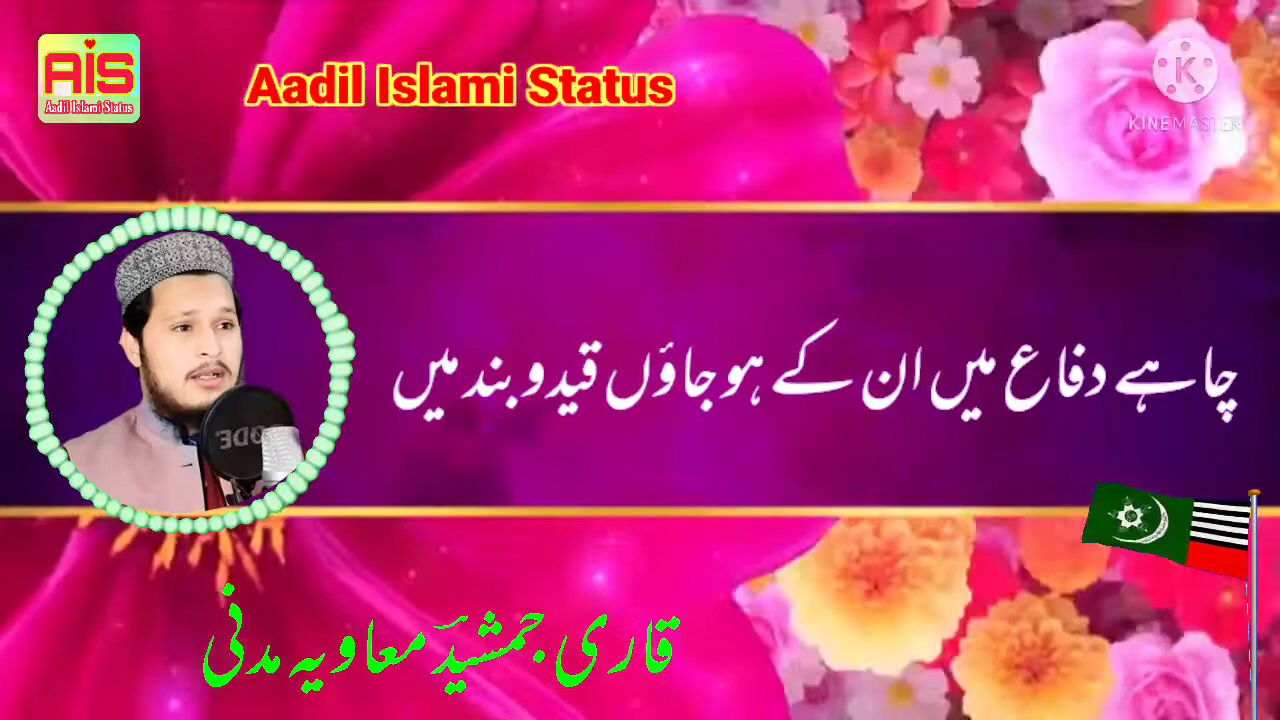 AiS
Aadil Islami Status
Aadil Islami Status
K
KINEMASTER
چاہے دفاع میں ان کے ہو جاؤں قید و بند میں
قاری جمشید معاویہ مدنی